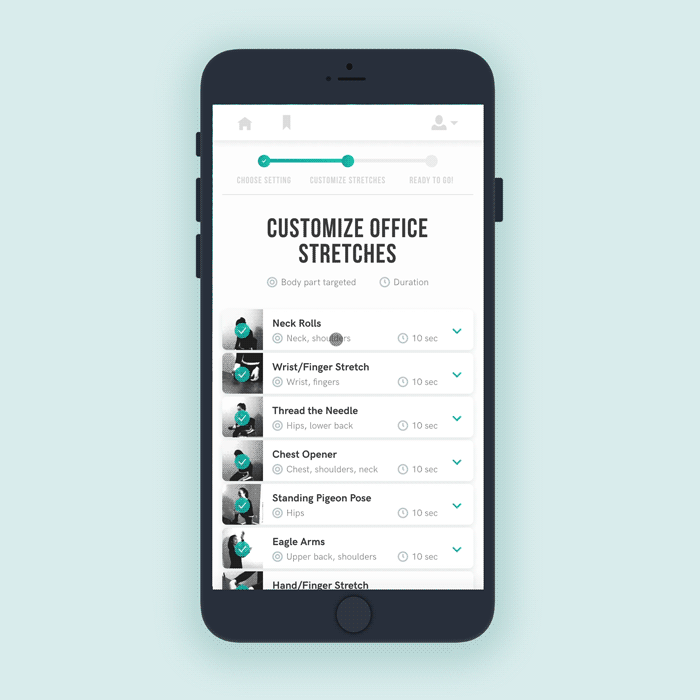 CHOOSE SETTING CUSTOMIZE STRETCHES READY TO GO!
CUSTOMIZE OFFICE
STRETCHES
Body part targeted Duration
Neck Rolls
Neck, shoulders 10 sec
Wrist/Finger Stretch
Wrist, fingers 10 sec
Thread the Needle
Hips, lower back 10 sec
Chest Opener
Chest, shoulders, neck 10 sec
Standing Pigeon Pose
Hips 10 sec
Eagle Arms
Upper back, shoulders 10 sec
Hand/Finger Stretch